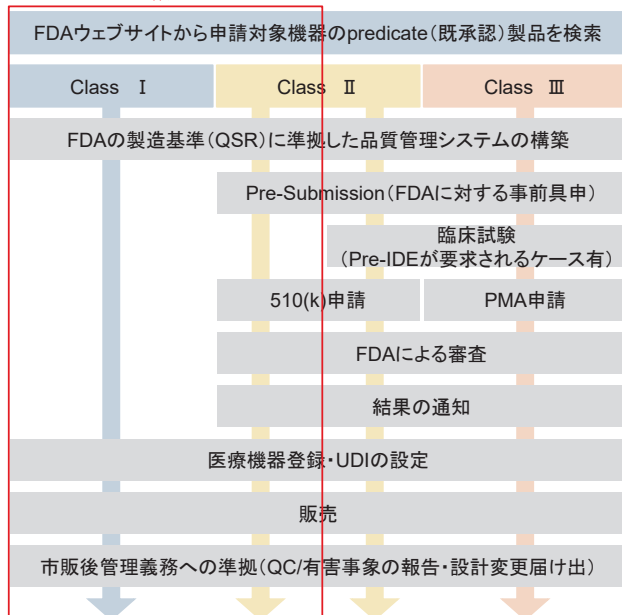 FDAウェブサイトから申請対象機器のpredicate(既承認)製品を検索
Class Ⅰ
Class Ⅱ
Class Ⅲ
FDAの製造基準(QSR)に準拠した品質管理システムの構築
Pre-Submission(FDAに対する事前具申)
臨床試験
(Pre-IDEが要求されるケース有)
510(k)申請
PMA申請
FDAによる審査
結果の通知
医療機器登録・UDIの設定
販売
市販後管理義務への準拠(QC/有害事象の報告・設計変更届け出)